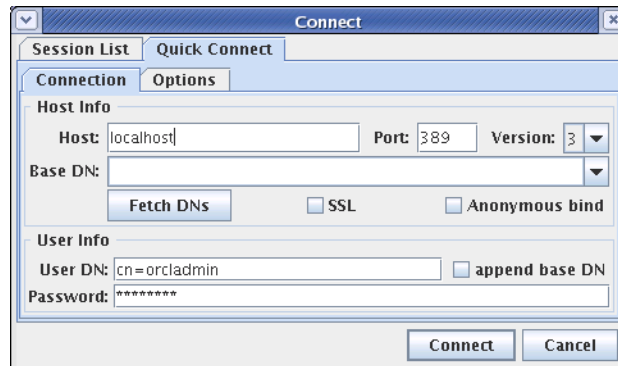 Connect
Session List Quick Connect
Connection Options
Host Info
Host: localhost Port: 389 Version: 3
Base DN:
Fetch DNs SSL Anonymous bind
User Info
User DN: cn=orcladmin append base DN
Password: ********
Connect Cancel